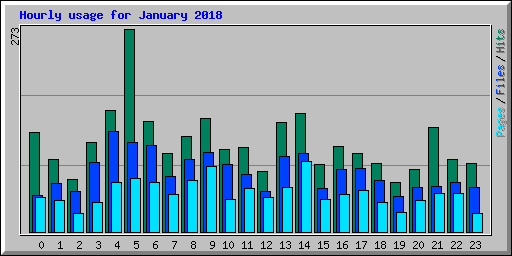 Hourly usage for January 2018
273
Pages / Files / Hits
0 1 2 3 4 5 6 7 8 9 10 11 12 13 14 15 16 17 18 19 20 21 22 23